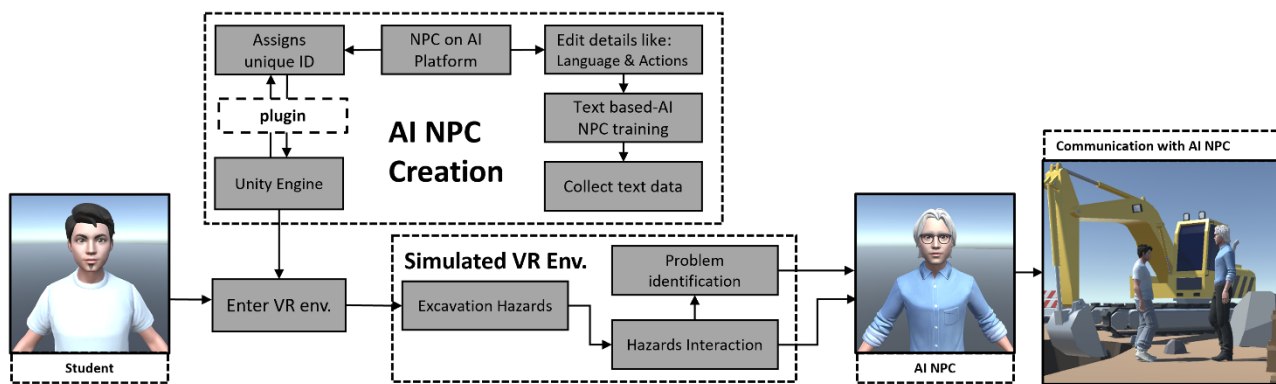 Assigns
unique ID
NPC on AI
Platform
Edit details like:
Language & Actions
plugin
Text based-AI
NPC training
AI NPC
Creation
Unity Engine
Collect text data
Communication with AI NPC
Simulated VR Env.
Problem
identification
Enter VR env.
Excavation Hazards
Hazards Interaction
Student
AI NPC